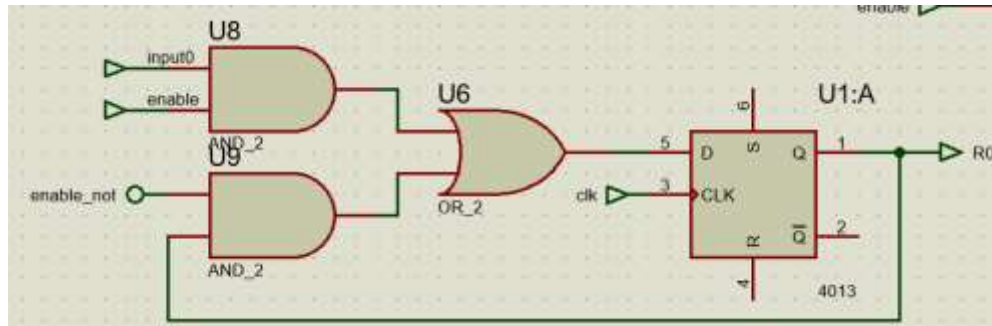 enable
U8
input0
enable
AND_2
U9
enable_not
AND_2
U6
OR_2
clk
U1:A
6
S
5
D
Q
1
R0
3
CLK
R
Q
2
4
4013